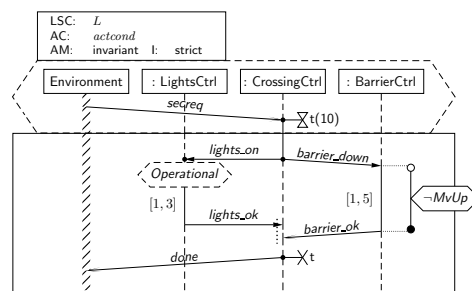 LSC: L
AC: actcond
AM: invariant I: strict
Environment : LightsCtrl : CrossingCtrl : BarrierCtrl
secreq
t(10)
lights_on barrier_down
Operational
¬MvUp
[1, 3] [1, 5]
lights_ok barrier_ok
done t